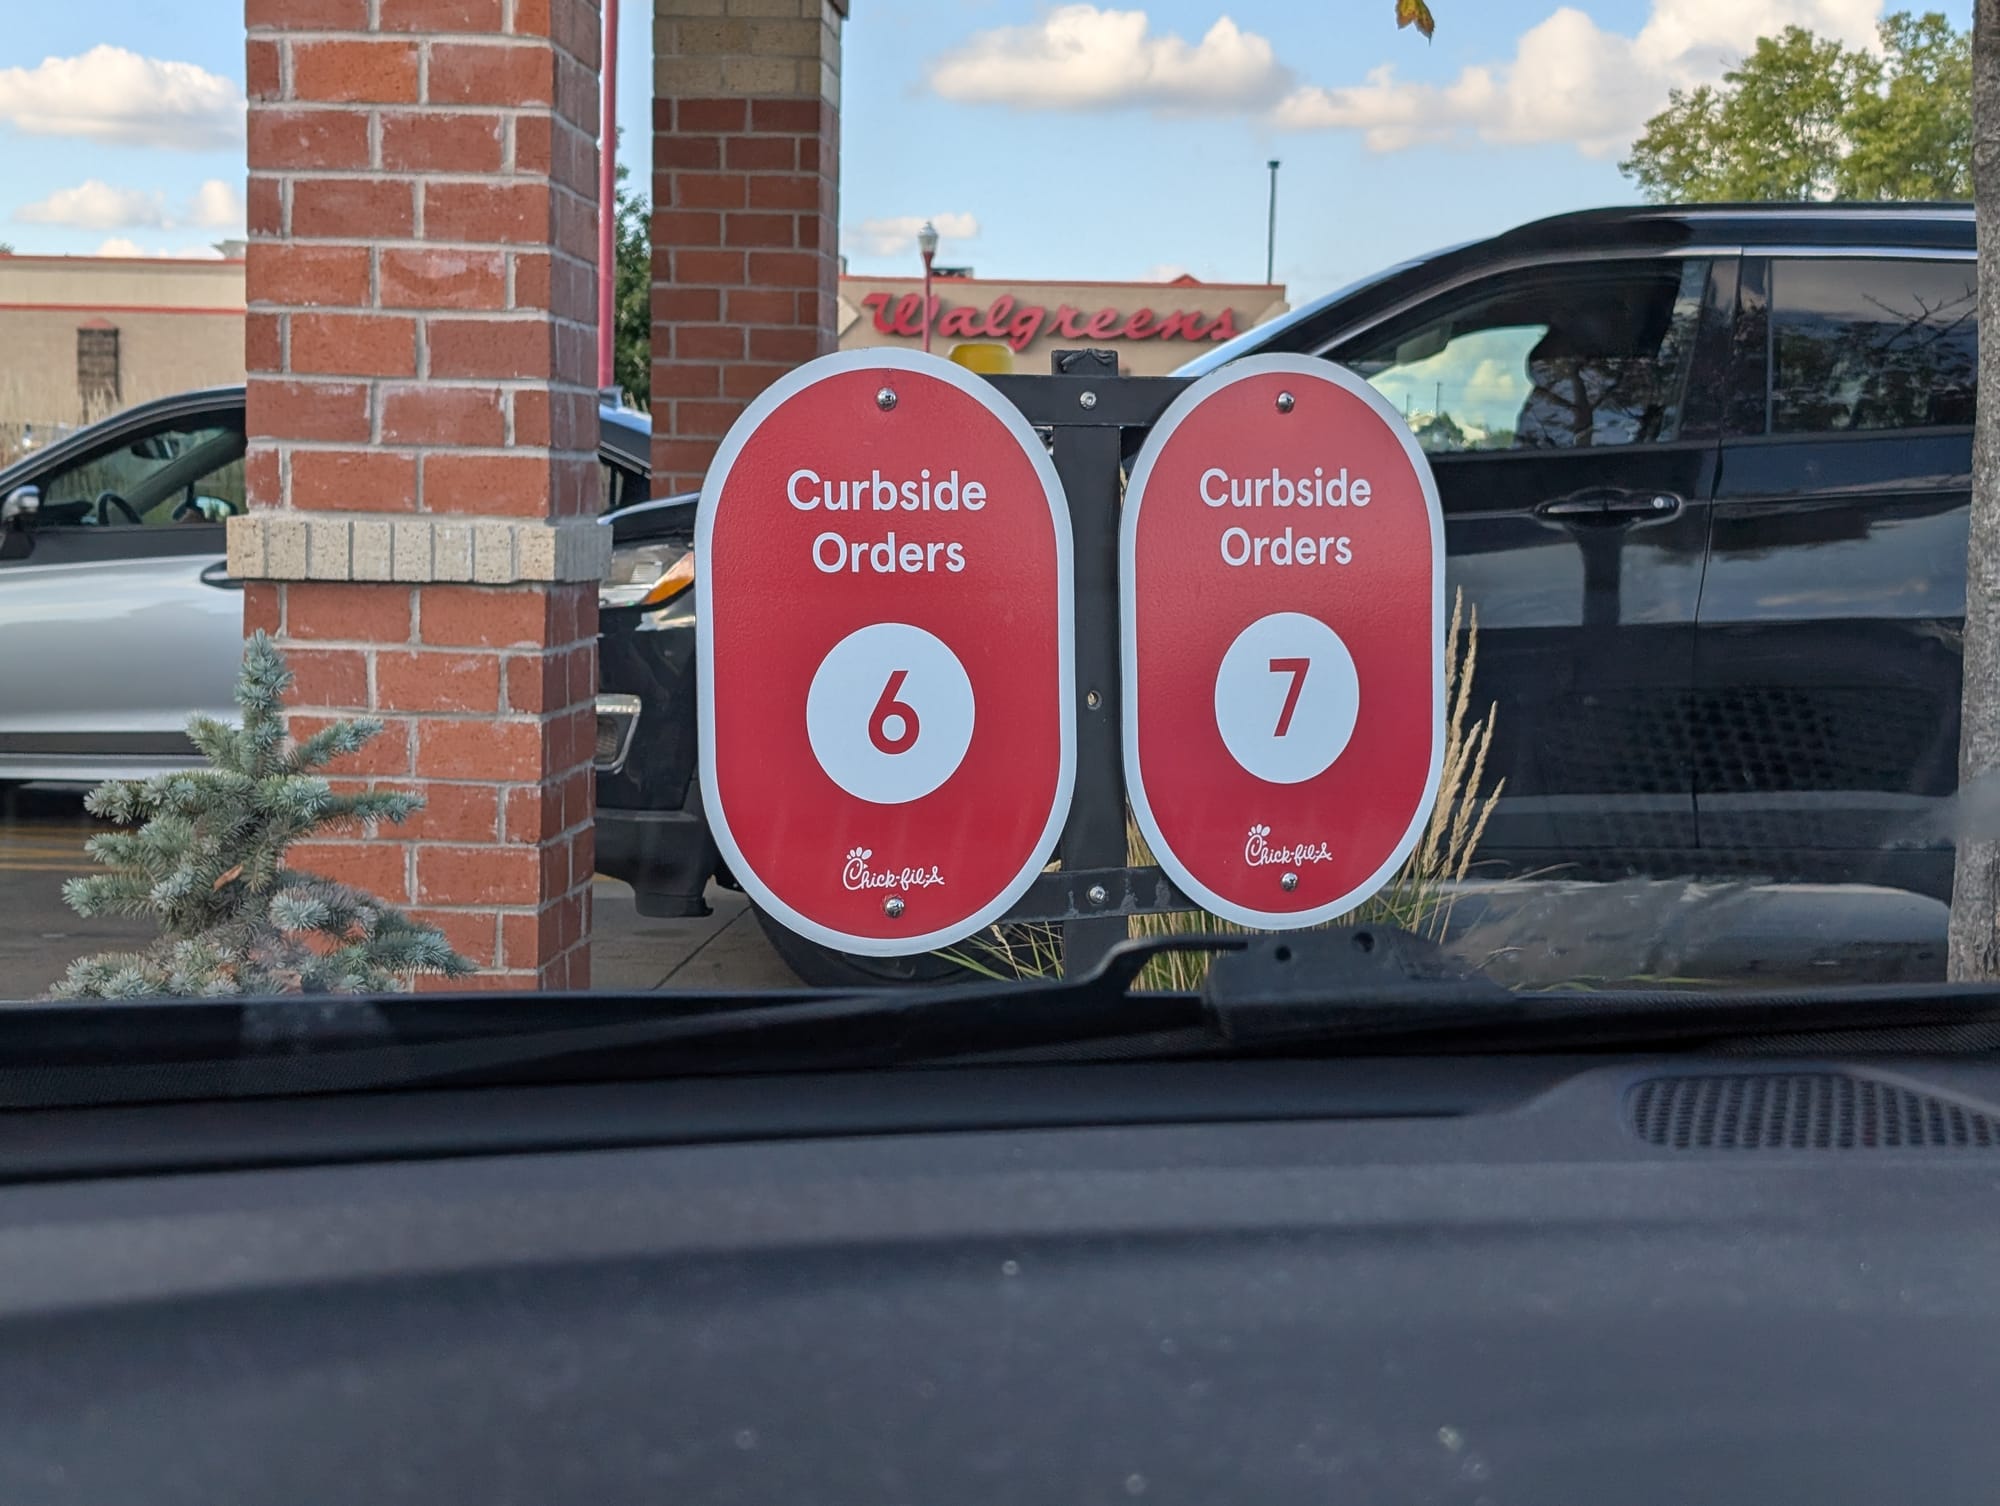 Walgreens
Curbside
Orders
6
Chick-fil-A
Curbside
Orders
7
Chick-fil-A